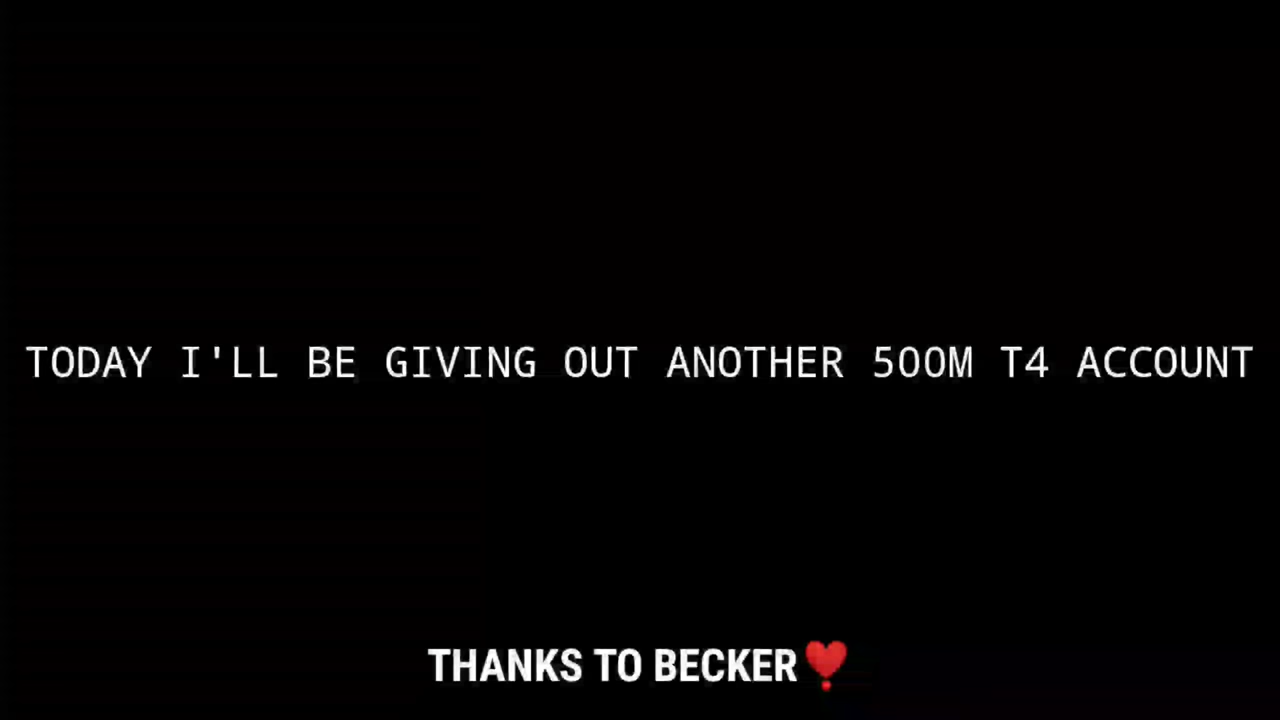 TODAY I'LL BE GIVING OUT ANOTHER 500M T4 ACCOUNT
THANKS TO BECKER❣️